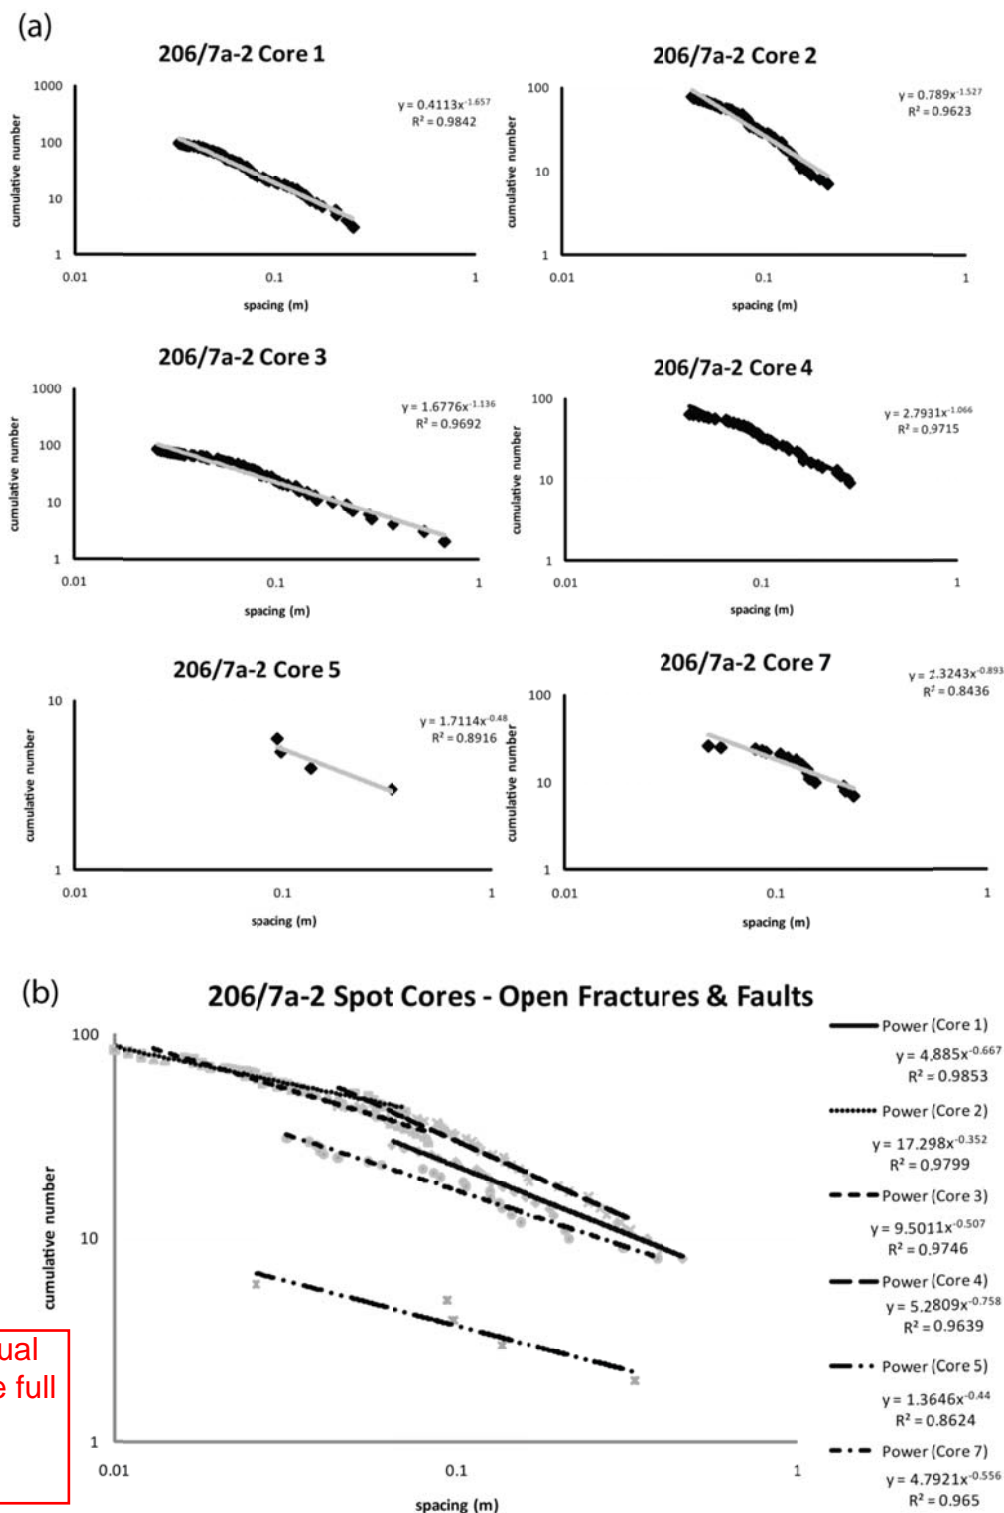 (a)
206/7a-2 Core 1
y = 0.4113x^-1.657
R² = 0.9842
cumulative number
1000
100
10
1
0.01 0.1 1
spacing (m)
206/7a-2 Core 2
y = 0.789x^-1.527
R² = 0.9623
cumulative number
100
10
1
0.01 0.1 1
spacing (m)
206/7a-2 Core 3
y = 1.6776x^-1.136
R² = 0.9692
cumulative number
1000
100
10
1
0.01 0.1 1
spacing (m)
206/7a-2 Core 4
y = 2.7931x^-1.066
R² = 0.9715
cumulative number
100
10
1
0.01 0.1 1
spacing (m)
206/7a-2 Core 5
y = 1.7114x^-0.48
R² = 0.8916
cumulative number
10
1
0.01 0.1 1
spacing (m)
206/7a-2 Core 7
.3243x^-0.893
= 0.8436
cumulative number
100
10
1
0.01 0.1 1
spacing (m)
(b)
206/7a-2 Spot Cores - Open Fractures & Faults
cumulative number
100
10
1
0.01 0.1 1
spacing (m)
Power (Core 1)
y = 4.885x^-0.667
R² = 0.9853
Power (Core 2)
y = 17.298x^-0.352
R² = 0.9799
Power (Core 3)
y = 9.5011x^-0.507
R² = 0.9746
Power (Core 4)
y = 5.2809x^-0.758
R² = 0.9639
Power (Core 5)
y = 1.3646x^-0.44
R² = 0.8624
Power (Core 7)
y = 4.7921x^-0.556
R² = 0.965
ual
e full